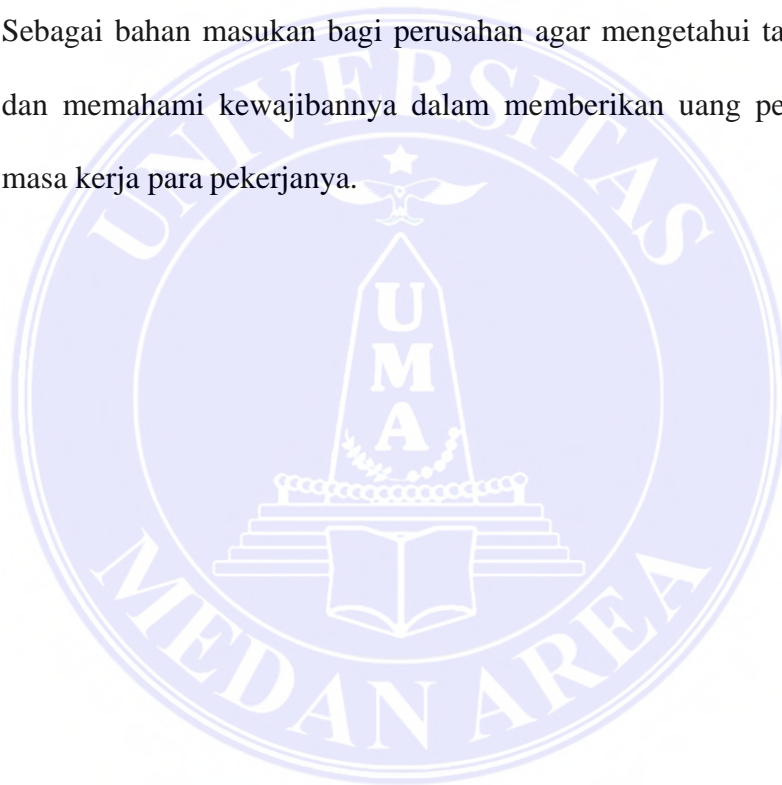 Sebagai bahan masukan bagi perusahan agar mengetahui ta
dan memahami kewajibannya dalam memberikan uang pe
masa kerja para pekerjanya.
UNIVERSITAS
U
M
A
MEDAN AREA